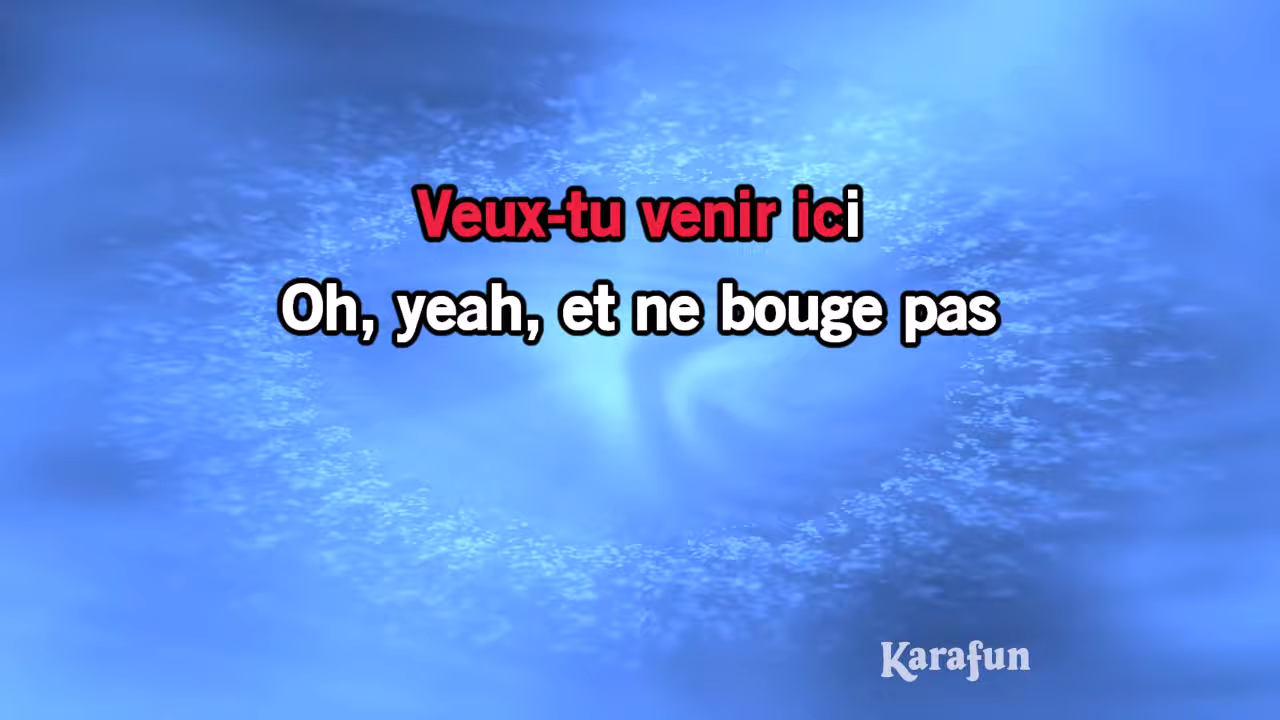 Veux-tu venir ici
Oh, yeah, et ne bouge pas
Karafun